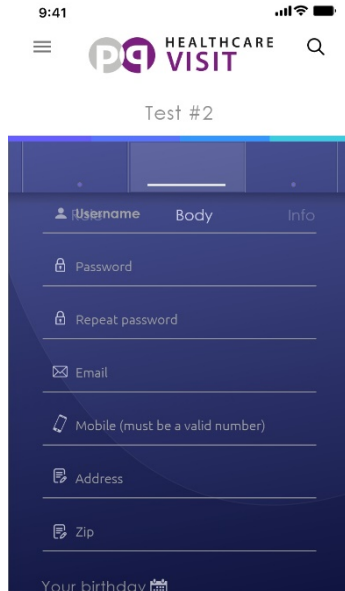 9:41
pq HEALTHCARE
VISIT
Test #2
Username Body Info
Password
Repeat password
Email
Mobile (must be a valid number)
Address
Zip
Your birthday